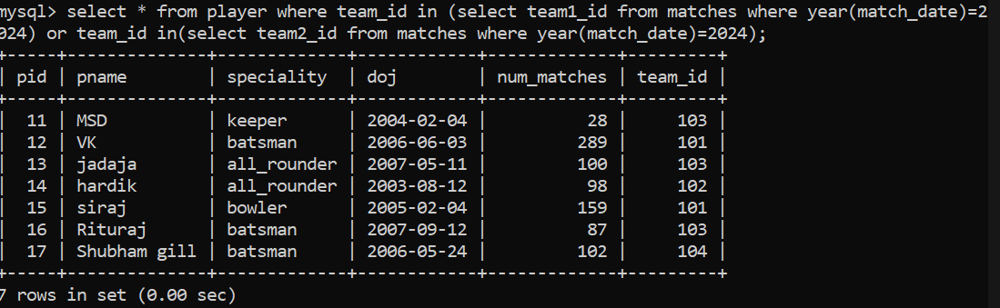 mysql> select * from player where team_id in (select team1_id from matches where year(match_date)=2
024) or team_id in(select team2_id from matches where year(match_date)=2024);
+-----+--------------+-------------+------------+-------------+---------+
| pid | pname        | speciality  | doj        | num_matches | team_id |
+-----+--------------+-------------+------------+-------------+---------+
|  11 | MSD          | keeper      | 2004-02-04 |          28 |     103 |
|  12 | VK           | batsman     | 2006-06-03 |         289 |     101 |
|  13 | jadaja       | all_rounder | 2007-05-11 |         100 |     103 |
|  14 | hardik       | all_rounder | 2003-08-12 |          98 |     102 |
|  15 | siraj        | bowler      | 2005-02-04 |         159 |     101 |
|  16 | Rituraj      | batsman     | 2007-09-12 |          87 |     103 |
|  17 | Shubham gill | batsman     | 2006-05-24 |         102 |     104 |
+-----+--------------+-------------+------------+-------------+---------+
7 rows in set (0.00 sec)